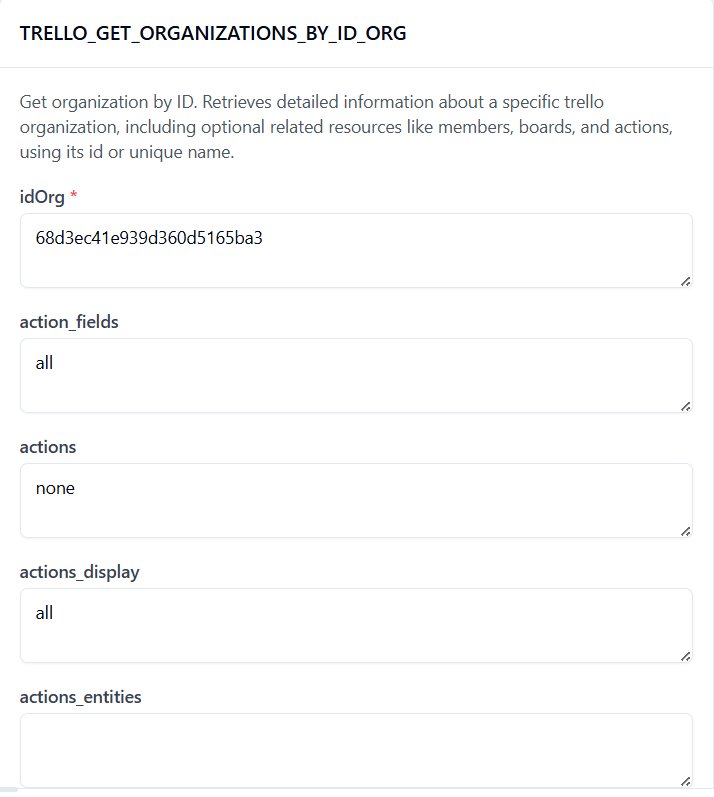 TRELLO_GET_ORGANIZATIONS_BY_ID_ORG
Get organization by ID. Retrieves detailed information about a specific trello
organization, including optional related resources like members, boards, and actions,
using its id or unique name.
idOrg *
68d3ec41e939d360d5165ba3
action_fields
all
actions
none
actions_display
all
actions_entities